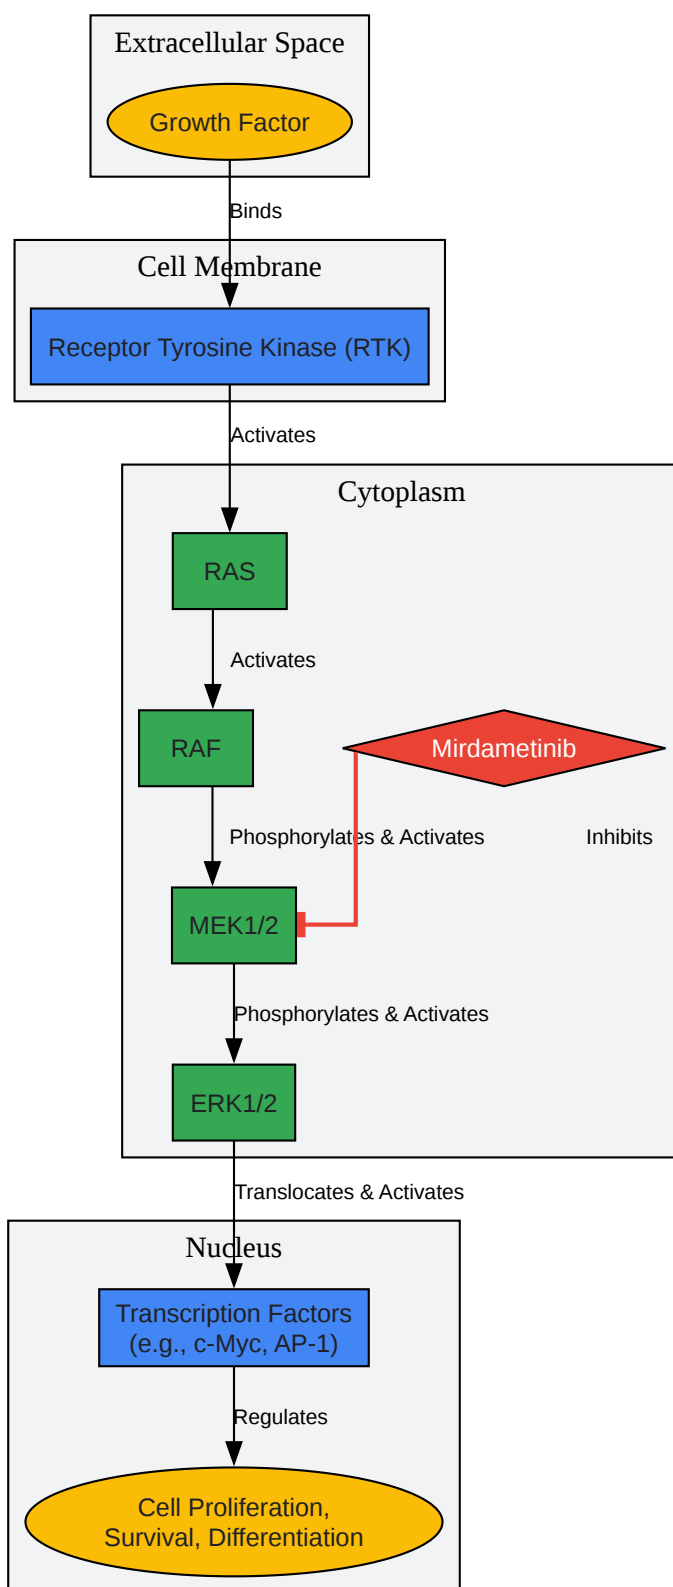 Extracellular Space
Growth Factor
Binds
Cell Membrane
Receptor Tyrosine Kinase (RTK)
Activates
Cytoplasm
RAS
Activates
RAF
Mirdametinib
Phosphorylates & Activates
Inhibits
MEK1/2
Phosphorylates & Activates
ERK1/2
Translocates & Activates
Nucleus
Transcription Factors
(e.g., c-Myc, AP-1)
Regulates
Cell Proliferation,
Survival, Differentiation